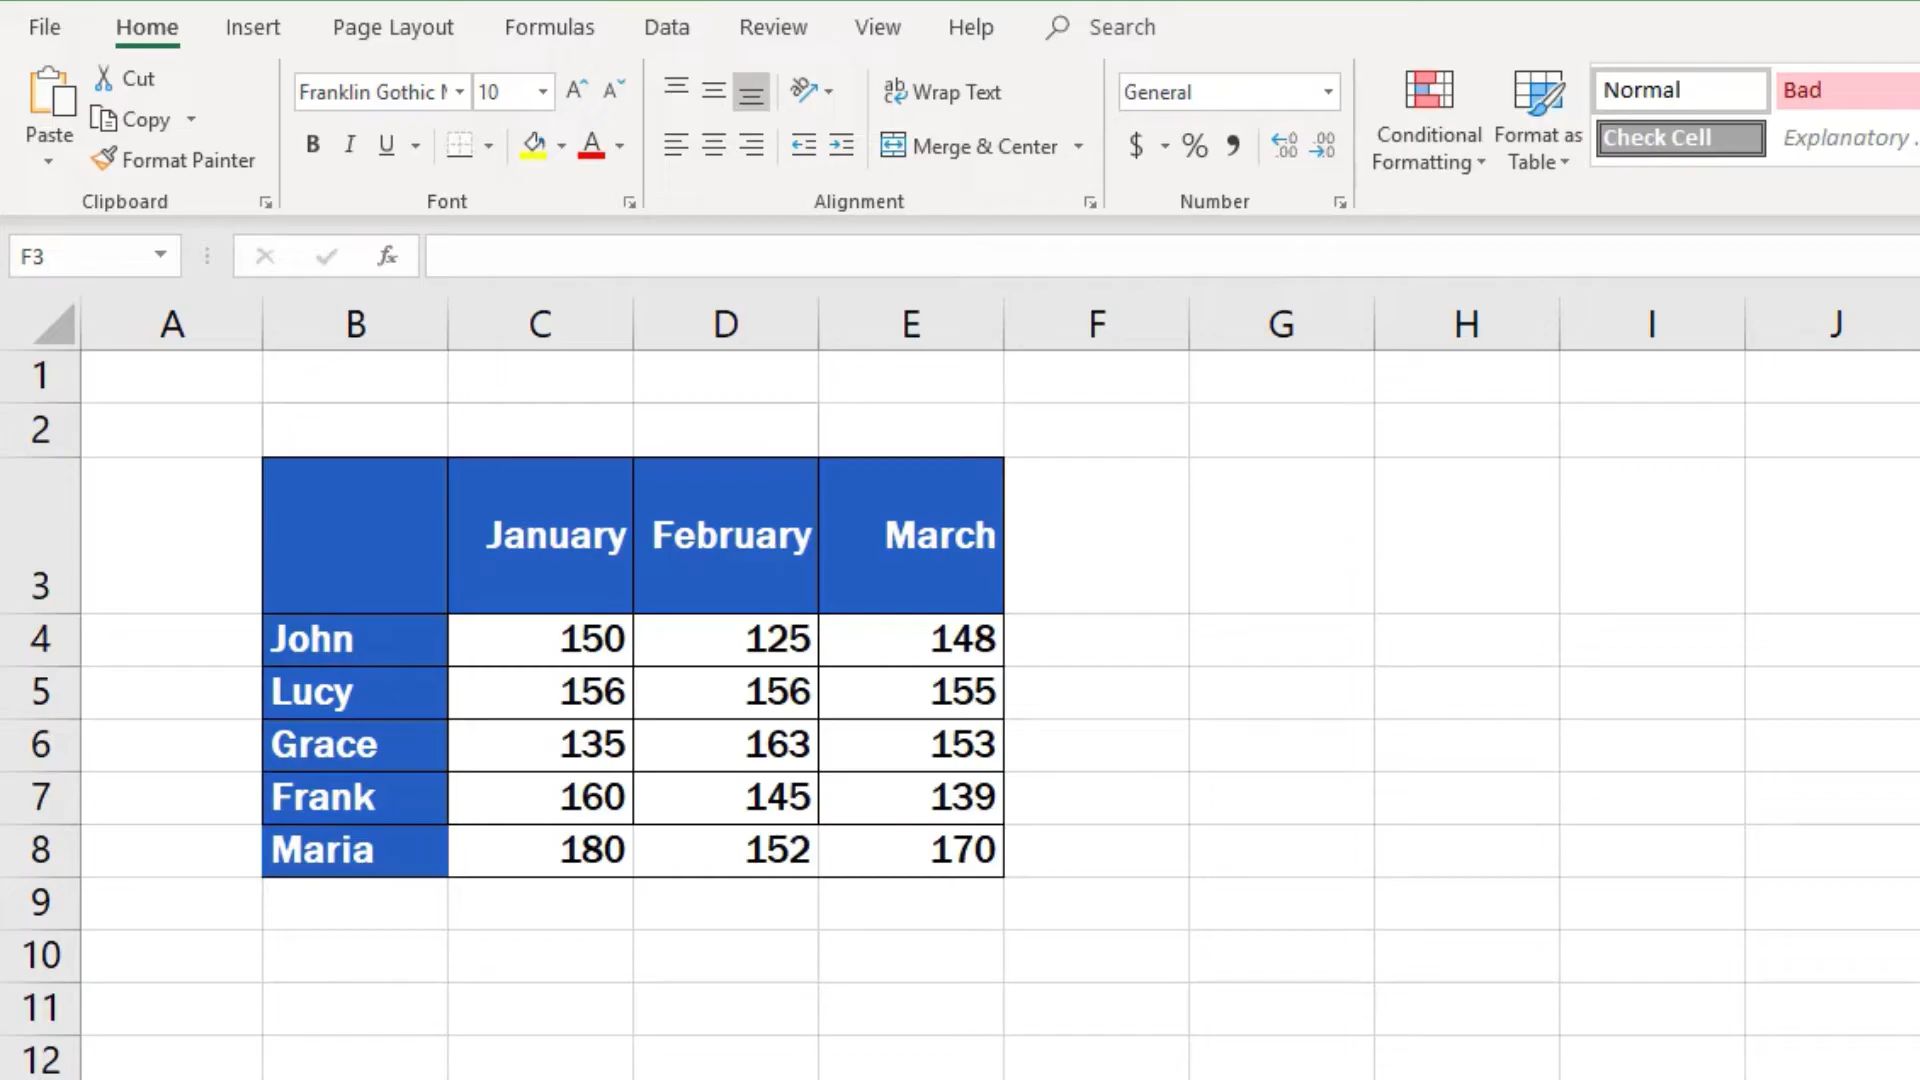 File Home Insert Page Layout Formulas Data Review View Help Search
Paste
Cut
Copy
Format Painter
Clipboard
Franklin Gothic M 10
B I U
Font
Wrap Text
Merge & Center
Alignment
General
$ % ,
Number
Conditional Formatting
Format as Table
Normal Bad
Check Cell Explanatory ...
F3 fx
A B C D E F G H I J
1
2
3 January February March
4 John 150 125 148
5 Lucy 156 156 155
6 Grace 135 163 153
7 Frank 160 145 139
8 Maria 180 152 170
9
10
11
12